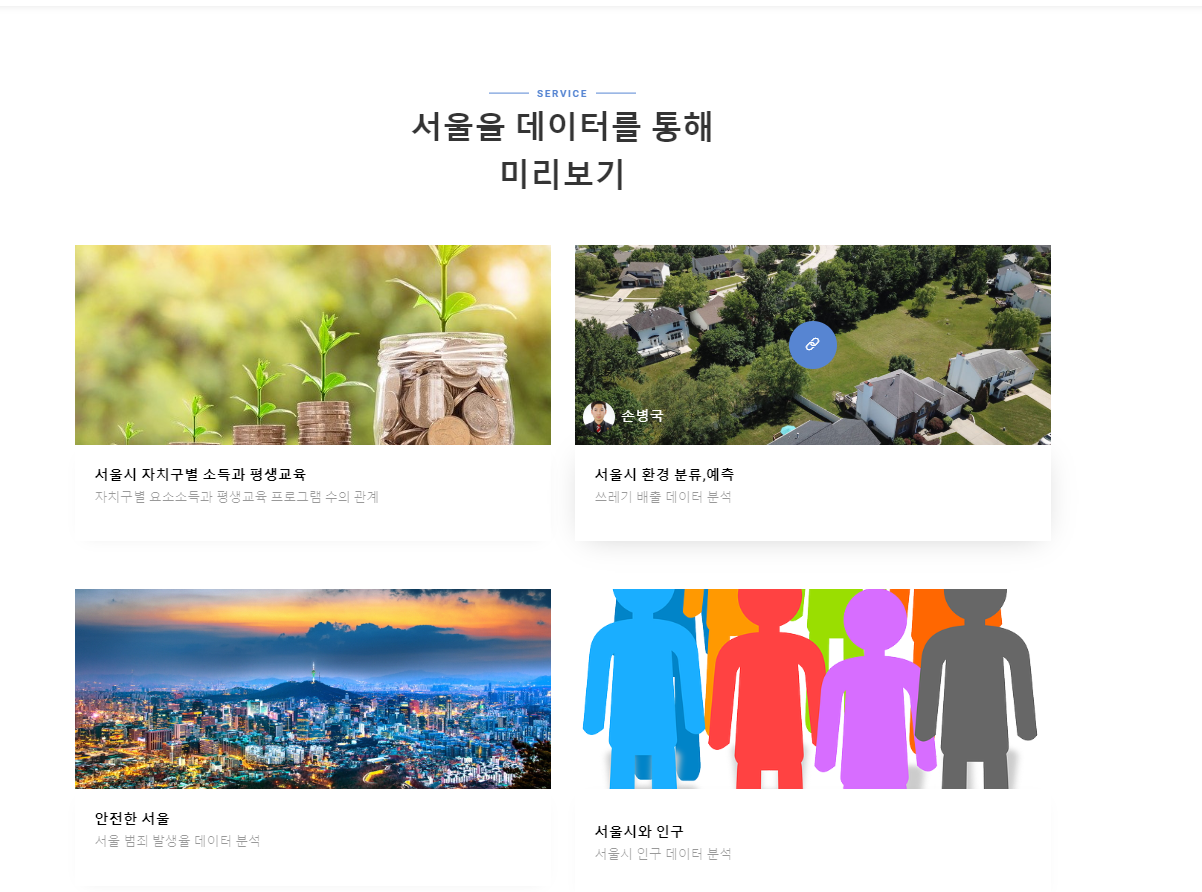 SERVICE
서울을 데이터를 통해
미리보기
손병국
서울시 자치구별 소득과 평생교육
자치구별 요소소득과 평생교육 프로그램 수의 관계
서울시 환경 분류,예측
쓰레기 배출 데이터 분석
안전한 서울
서울 범죄 발생율 데이터 분석
서울시와 인구
서울시 인구 데이터 분석